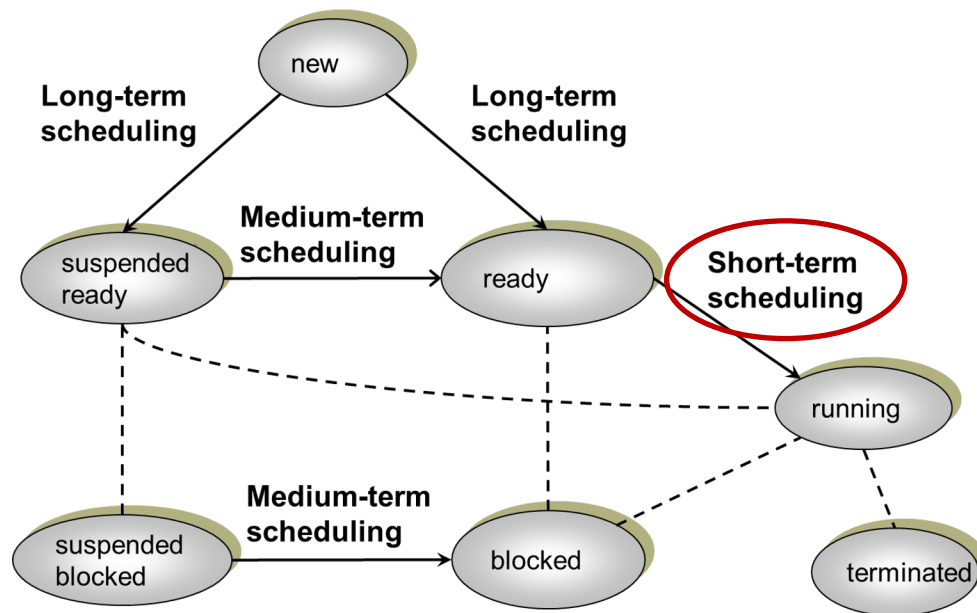 new
Long-term
scheduling
Long-term
scheduling
Medium-term
scheduling
suspended
ready
ready
Short-term
scheduling
running
Medium-term
scheduling
suspended
blocked
blocked
terminated